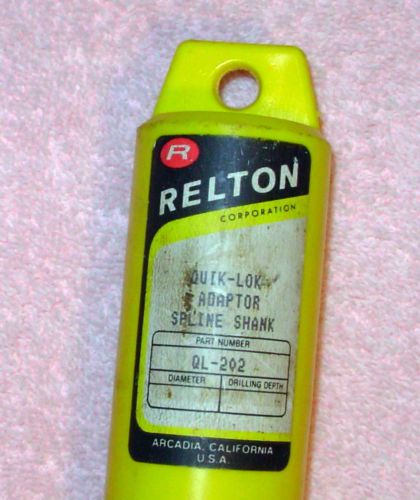 R
RELTON
CORPORATION
QUIK-LOK
ADAPTOR
SPLINE SHANK
PART NUMBER
QL-202
DIAMETER DRILLING DEPTH
ARCADIA, CALIFORNIA
U.S.A.